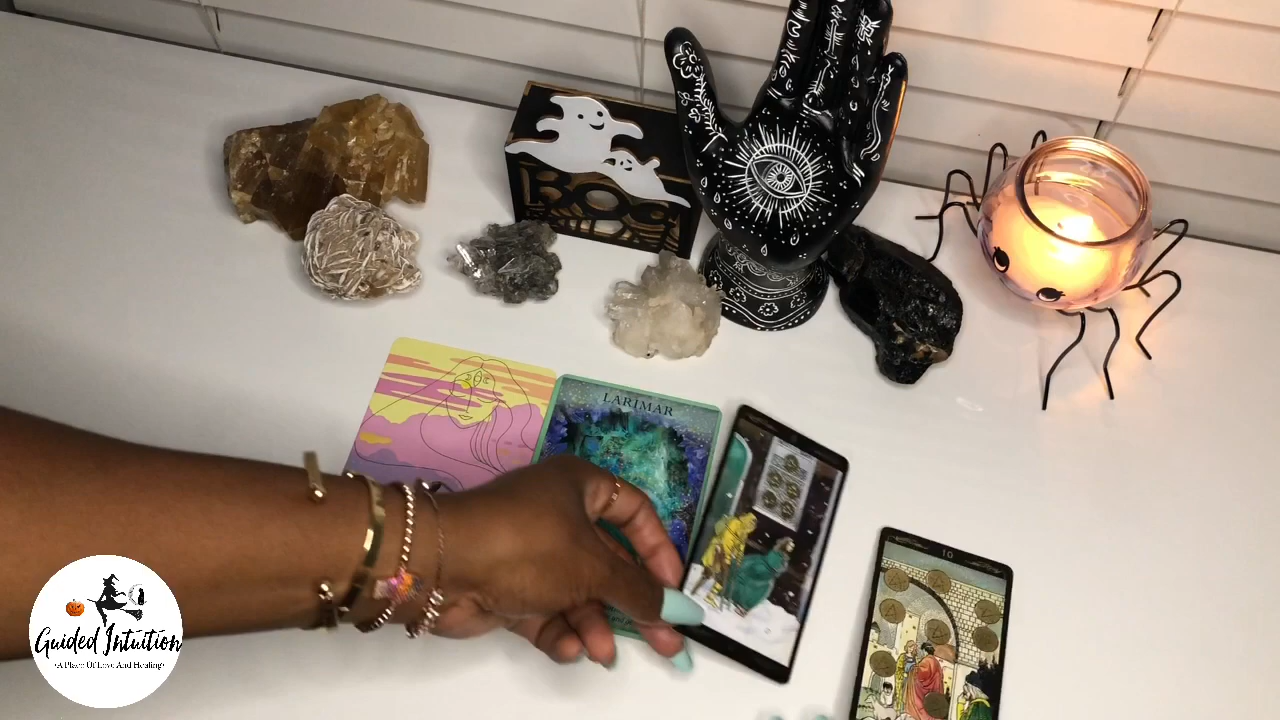 BOO!
LARIMAR
10
Guided Intuition
•A Place Of Love And Healing•